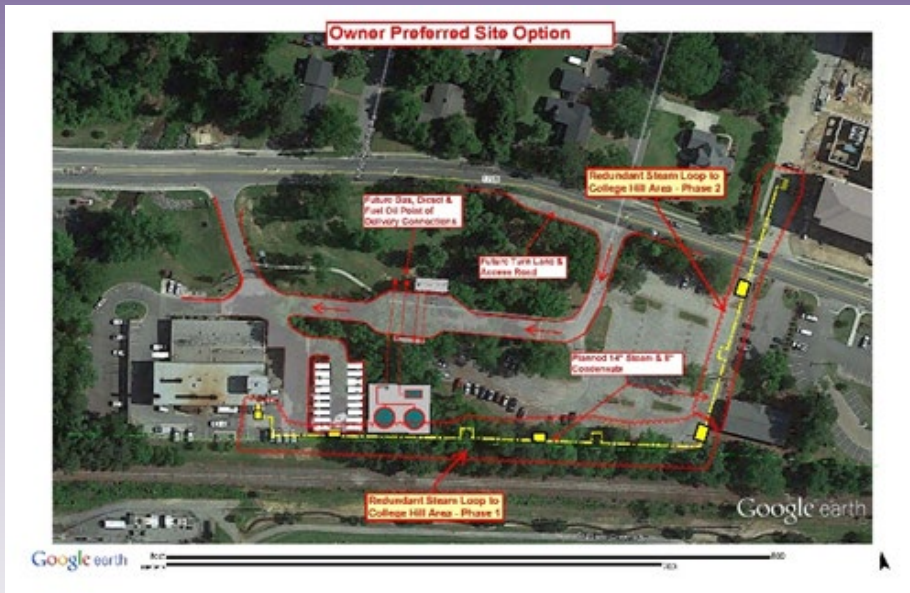 Owner Preferred Site Option
Redundant Steam Loop to
College Hill Area - Phase 2
Future Gas, Diesel &
Fuel Oil Point of
Delivery Connections
Future Turn Lane &
Access Road
Planned 14" Steam & 8"
Condensate
Redundant Steam Loop to
College Hill Area - Phase 1
Google earth
Google earth